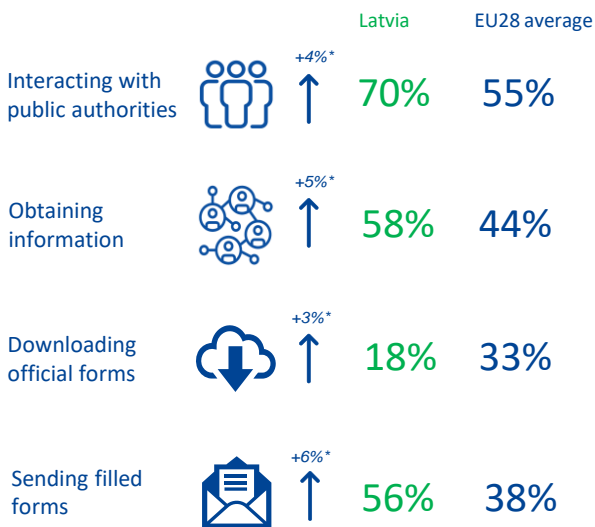 Latvia EU28 average
+4%*
Interacting with
public authorities
70% 55%
+5%*
Obtaining
information
58% 44%
+3%*
Downloading
official forms
18% 33%
+6%*
Sending filled
forms
56% 38%